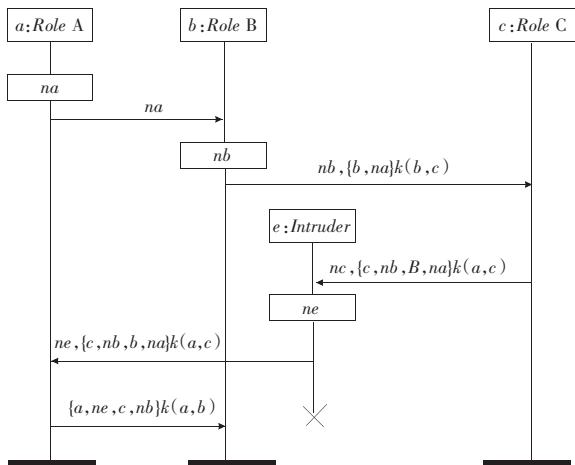 a:Role A
b:Role B
c:Role C
na
na
nb
nb,{b,na}k(b,c)
e:Intruder
nc,{c,nb,B,na}k(a,c)
ne
ne,{c,nb,b,na}k(a,c)
{a,ne,c,nb}k(a,b)